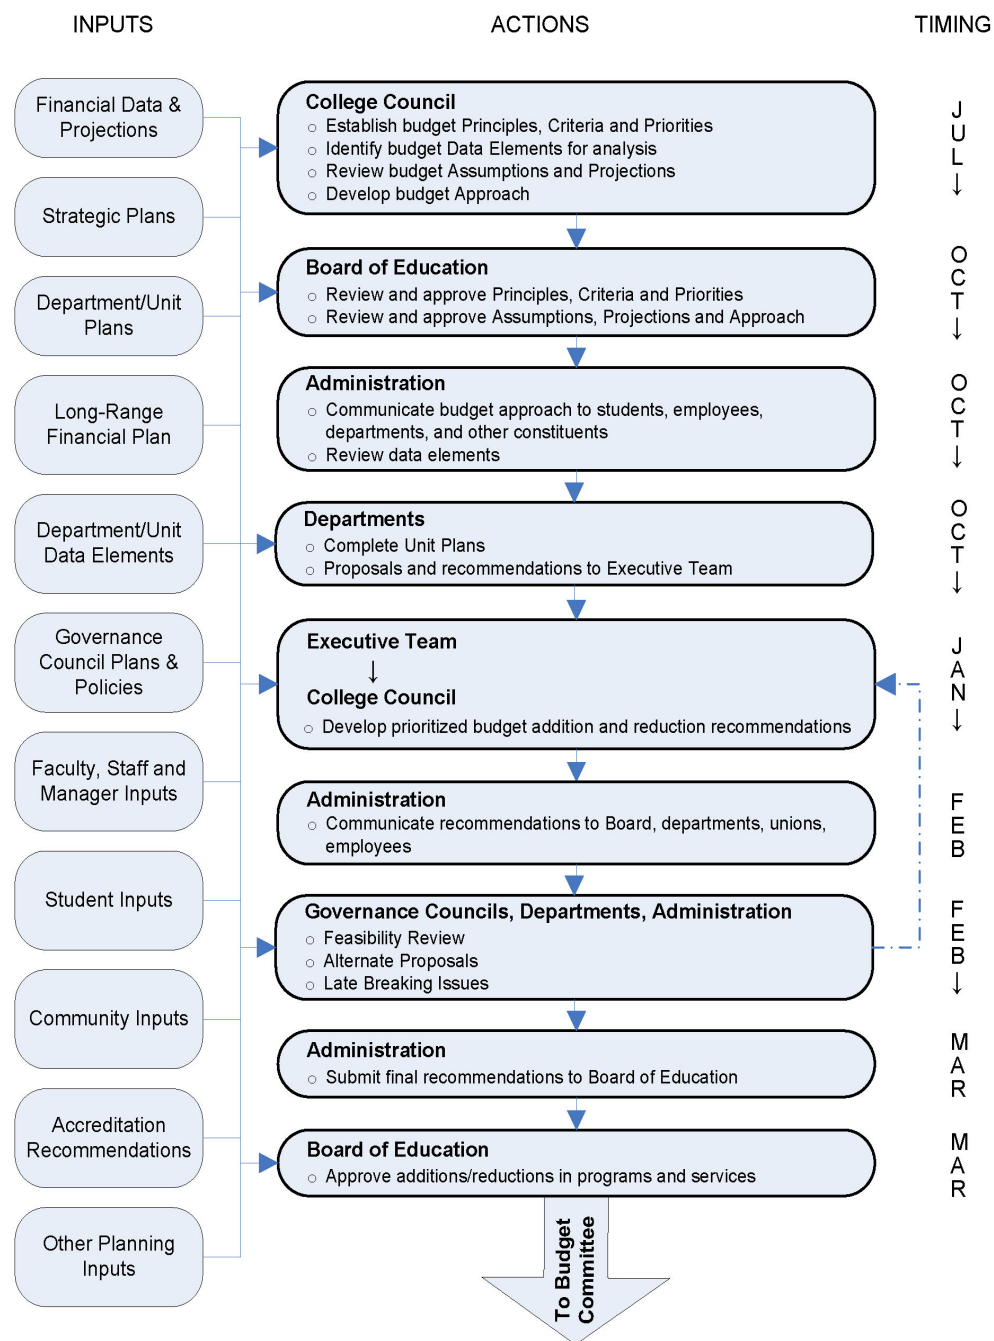 INPUTS
ACTIONS
TIMING
Financial Data &
Projections
Strategic Plans
Department/Unit
Plans
Long-Range
Financial Plan
Department/Unit
Data Elements
Governance
Council Plans &
Policies
Faculty, Staff and
Manager Inputs
Student Inputs
Community Inputs
Accreditation
Recommendations
Other Planning
Inputs
College Council
○ Establish budget Principles, Criteria and Priorities
○ Identify budget Data Elements for analysis
○ Review budget Assumptions and Projections
○ Develop budget Approach
Board of Education
○ Review and approve Principles, Criteria and Priorities
○ Review and approve Assumptions, Projections and Approach
Administration
○ Communicate budget approach to students, employees,
departments, and other constituents
○ Review data elements
Departments
○ Complete Unit Plans
○ Proposals and recommendations to Executive Team
Executive Team
↓
College Council
○ Develop prioritized budget addition and reduction recommendations
Administration
○ Communicate recommendations to Board, departments, unions,
employees
Governance Councils, Departments, Administration
○ Feasibility Review
○ Alternate Proposals
○ Late Breaking Issues
Administration
○ Submit final recommendations to Board of Education
Board of Education
○ Approve additions/reductions in programs and services
To Budget
Committee
JUL↓
OCT↓
OCT↓
OCT↓
JAN↓
FEB
FEB↓
MAR
MAR